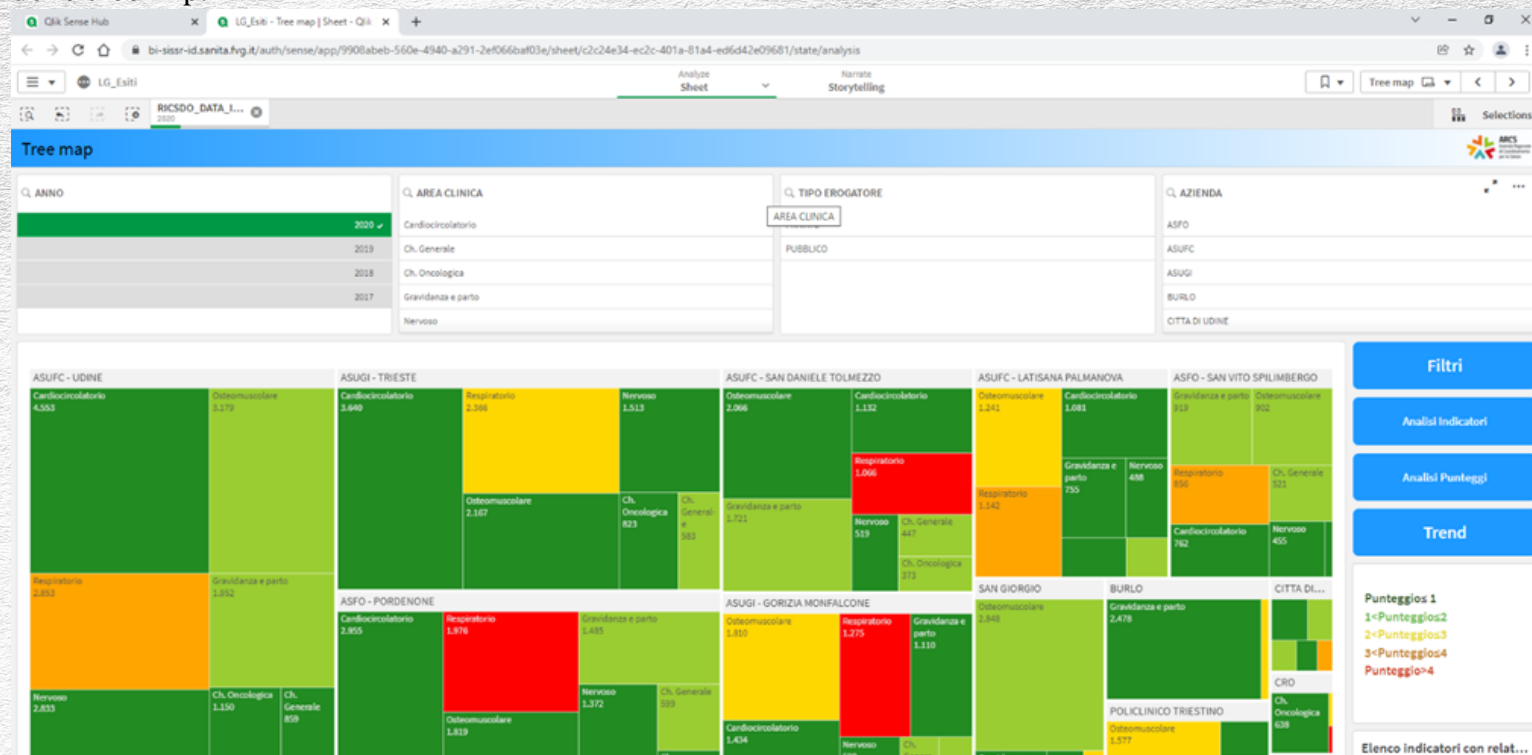 Qlik Sense Hub
LG_Esiti - Tree map | Sheet - Qlik
bi-sissr-id.sanita.fvg.it/auth/sense/app/9908abeb-560e-4940-a291-2ef066baf03e/sheet/c2c24e34-ec2c-401a-81a4-ed6d42e09681/state/analysis
LG_Esiti
Analyze
Sheet
Narrate
Storytelling
Tree map
RICSDO_DATA_I...
2020
Selections
Tree map
ARCS
ANNO
2020
2019
2018
2017
AREA CLINICA
Cardiocircolatorio
Ch. Generale
Ch. Oncologica
Gravidanza e parto
Nervoso
TIPO EROGATORE
AREA CLINICA
PUBBLICO
AZIENDA
ASFO
ASUFC
ASUGI
BURLO
CITTA DI UDINE
ASUFC - UDINE
Cardiocircolatorio
4.553
Osteomuscolare
3.179
Respiratorio
2.853
Gravidanza e parto
1.852
Nervoso
2.833
Ch. Oncologica
1.150
Ch.
Generale
859
ASUGI - TRIESTE
Cardiocircolatorio
3.640
Respiratorio
2.366
Nervoso
1.513
Osteomuscolare
2.167
Ch.
Oncologica
823
Ch.
General-
e
583
ASFO - PORDENONE
Cardiocircolatorio
2.955
Respiratorio
1.976
Gravidanza e parto
1.485
Osteomuscolare
1.819
Nervoso
1.372
Ch. Generale
599
ASUFC - SAN DANIELE TOLMEZZO
Osteomuscolare
2.066
Cardiocircolatorio
1.132
Respiratorio
1.066
Gravidanza e parto
1.721
Nervoso
519
Ch. Generale
447
Ch. Oncologica
373
ASUGI - GORIZIA MONFALCONE
Osteomuscolare
1.810
Respiratorio
1.275
Gravidanza e
parto
1.110
Cardiocircolatorio
1.434
Nervoso
Ch.
ASUFC - LATISANA PALMANOVA
Osteomuscolare
1.241
Cardiocircolatorio
1.081
Respiratorio
1.142
Gravidanza e
parto
755
Nervoso
488
ASFO - SAN VITO SPILIMBERGO
Gravidanza e parto
919
Osteomuscolare
902
Respiratorio
856
Ch. Generale
521
Cardiocircolatorio
762
Nervoso
455
SAN GIORGIO
Osteomuscolare
2.848
BURLO
Gravidanza e parto
2.478
CITTA DI...
CRO
Ch.
Oncologica
638
POLICLINICO TRIESTINO
Osteomuscolare
1.577
Filtri
Analisi Indicatori
Analisi Punteggi
Trend
Punteggio≤ 1
1<Punteggio≤2
2<Punteggio≤3
3<Punteggio≤4
Punteggio>4
Elenco indicatori con relat...